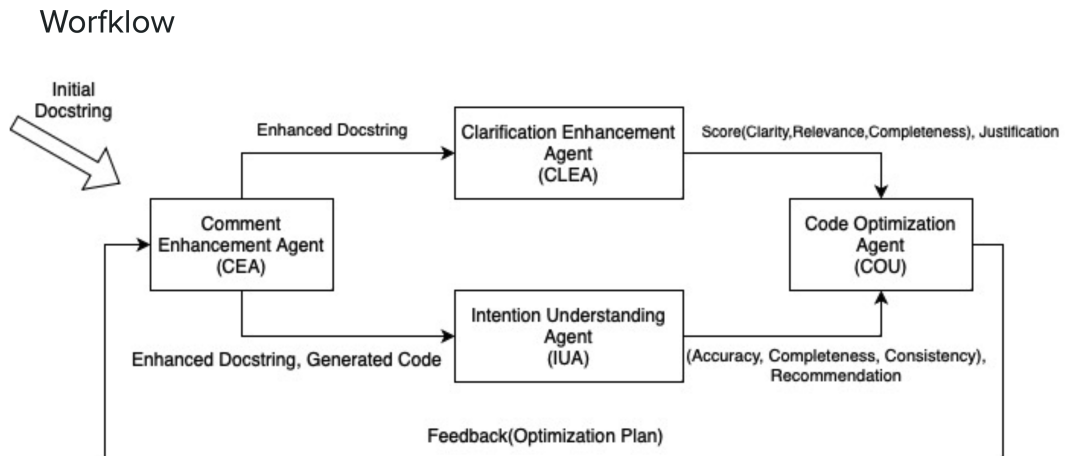 Worfklow
Initial
Docstring
Enhanced Docstring
Clarification Enhancement
Agent
(CLEA)
Score(Clarity,Relevance,Completeness), Justification
Comment
Enhancement Agent
(CEA)
Code Optimization
Agent
(COU)
Enhanced Docstring, Generated Code
Intention Understanding
Agent
(IUA)
(Accuracy, Completeness, Consistency),
Recommendation
Feedback(Optimization Plan)